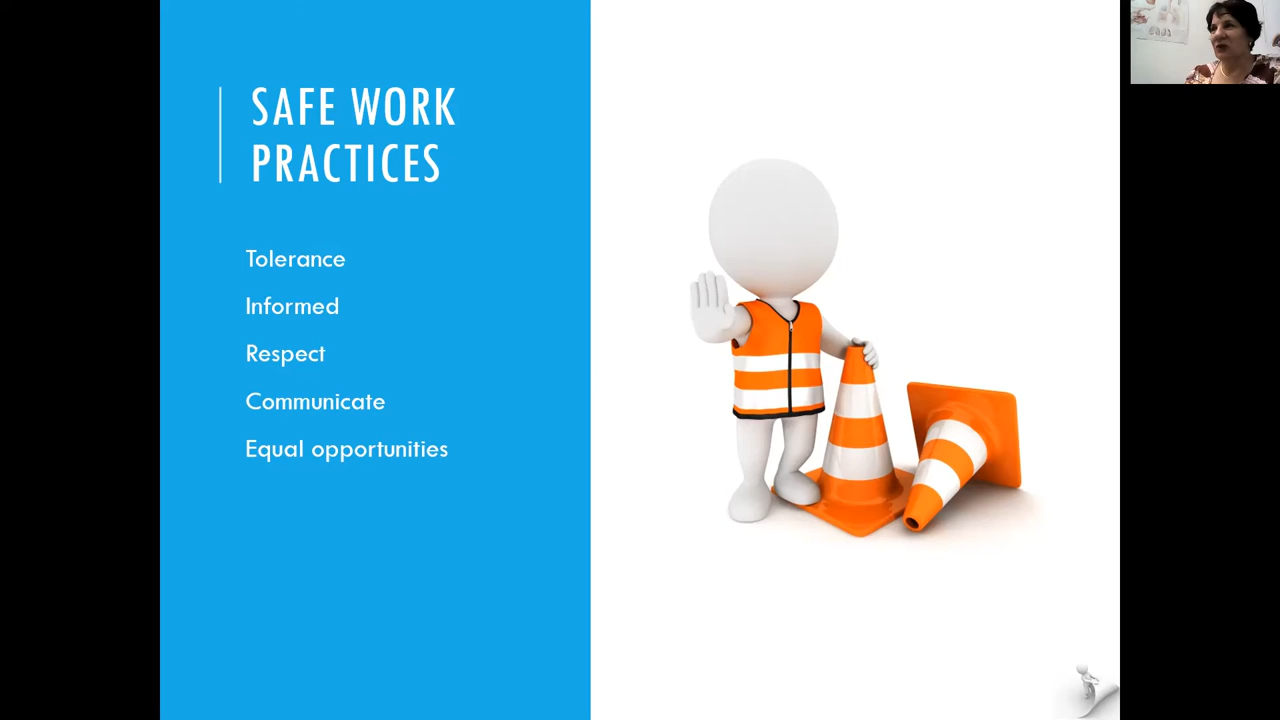 SAFE WORK
PRACTICES
Tolerance
Informed
Respect
Communicate
Equal opportunities